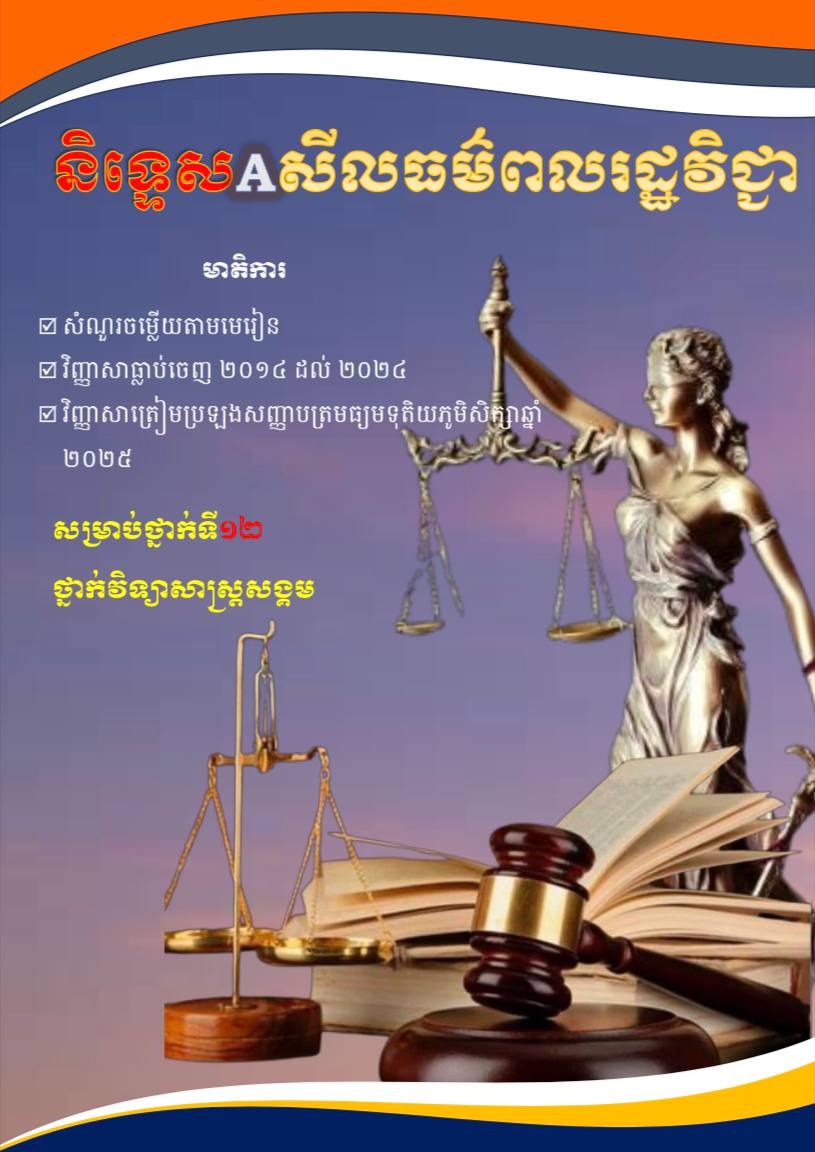 និទ្ទេសAសីលធម៌ពលរដ្ឋវិជ្ជា
មាតិការ
☑ សំណួរចម្លើយតាមមេរៀន
☑ វិញ្ញាសាធ្លាប់ចេញ ២០១៤ ដល់ ២០២៤
☑ វិញ្ញាសាត្រៀមប្រឡងសញ្ញាបត្រមធ្យមទុតិយភូមិសិក្សាឆ្នាំ
២០២៥
សម្រាប់ថ្នាក់ទី១២
ថ្នាក់វិទ្យាសាស្ត្រសង្គម